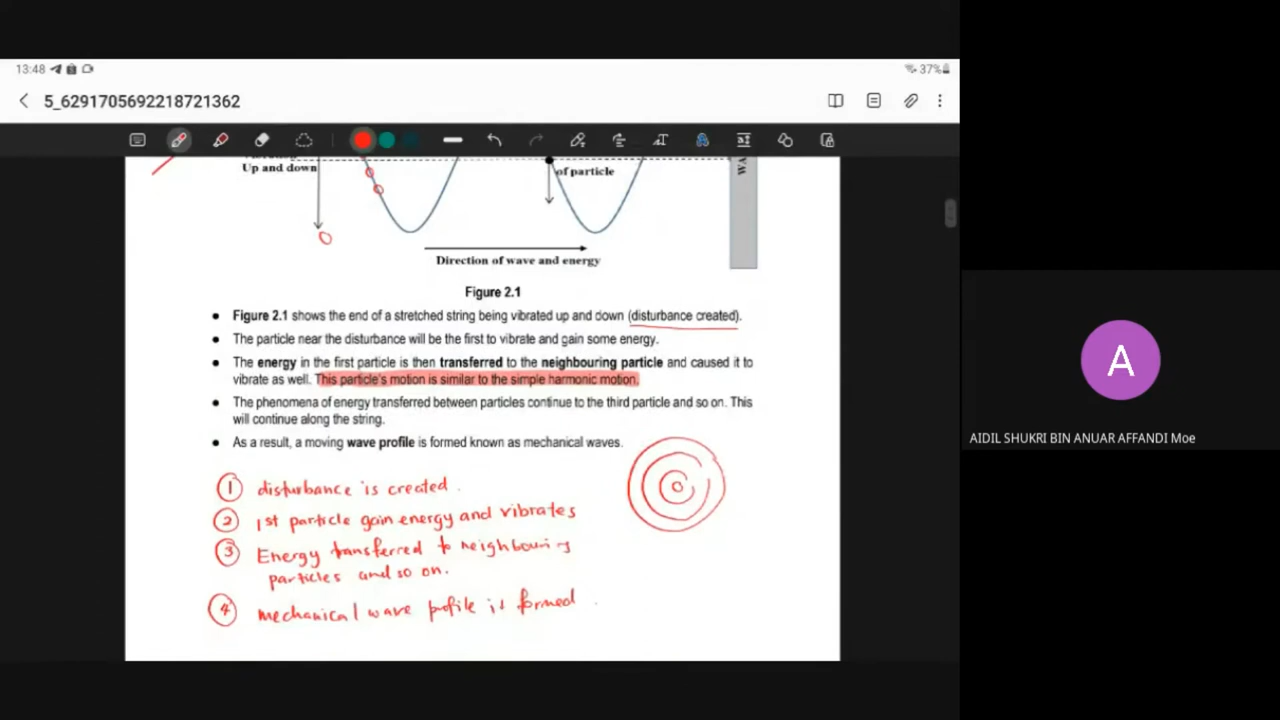 13:48
37%
5_6291705692218721362
Up and down
of particle
WA
Direction of wave and energy
Figure 2.1
● Figure 2.1 shows the end of a stretched string being vibrated up and down (disturbance created).
● The particle near the disturbance will be the first to vibrate and gain some energy.
● The energy in the first particle is then transferred to the neighbouring particle and caused it to
vibrate as well. This particle's motion is similar to the simple harmonic motion.
● The phenomena of energy transferred between particles continue to the third particle and so on. This
will continue along the string.
● As a result, a moving wave profile is formed known as mechanical waves.
1 disturbance is created.
2 1st particle gain energy and vibrates
3 Energy transferred to neighbouring
particles and so on.
4 mechanical wave profile is formed.
A
AIDIL SHUKRI BIN ANUAR AFFANDI Moe